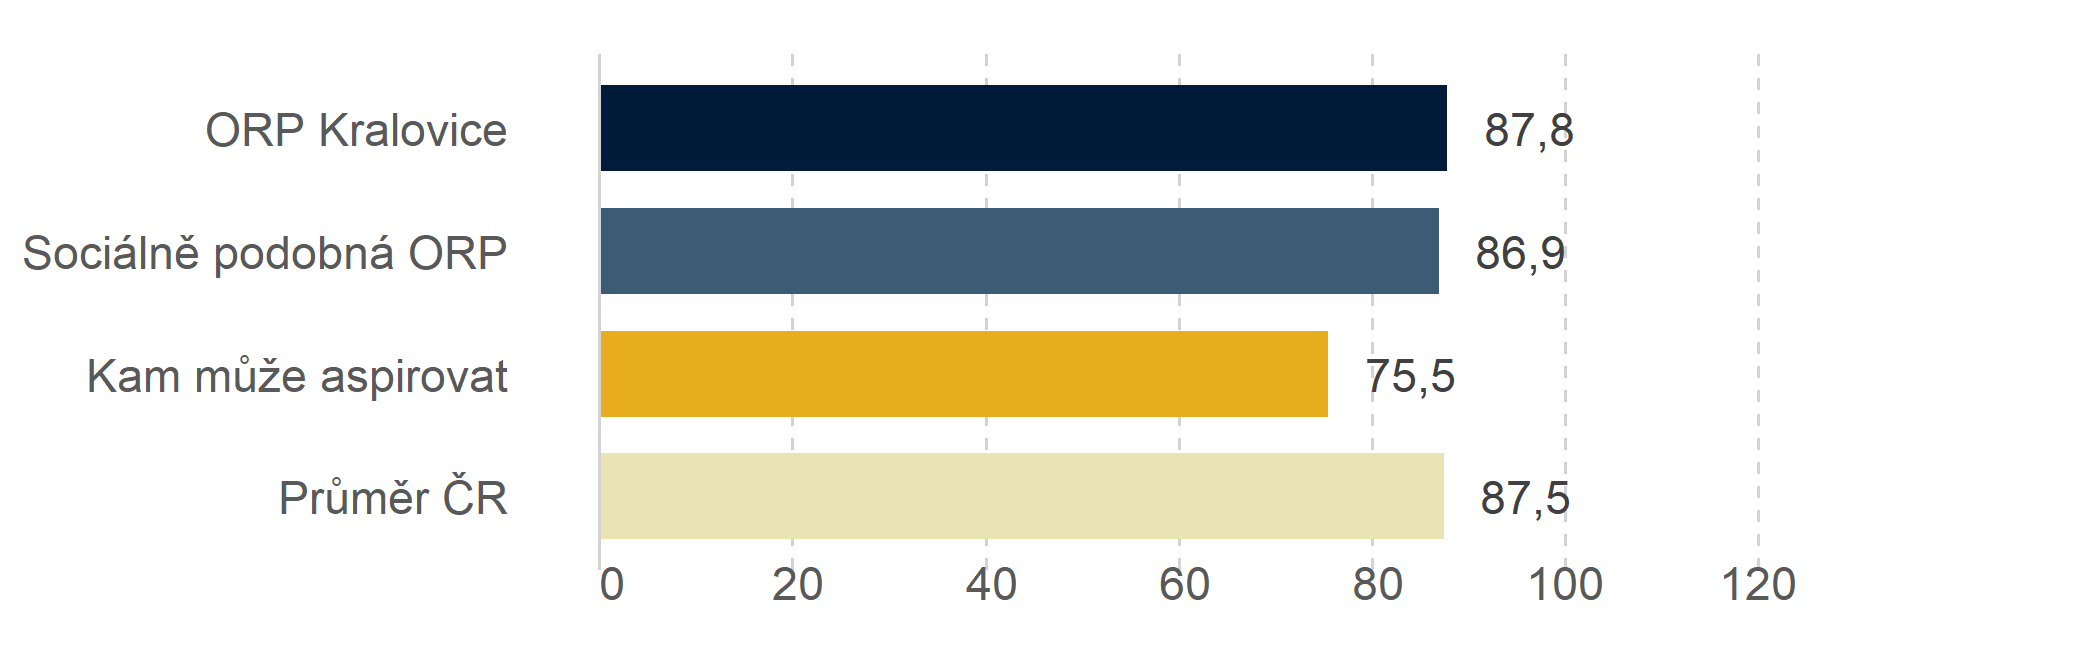 ORP Kralovice 87,8
Sociálně podobná ORP 86,9
Kam může aspirovat 75,5
Průměr ČR 87,5
0 20 40 60 80 100 120